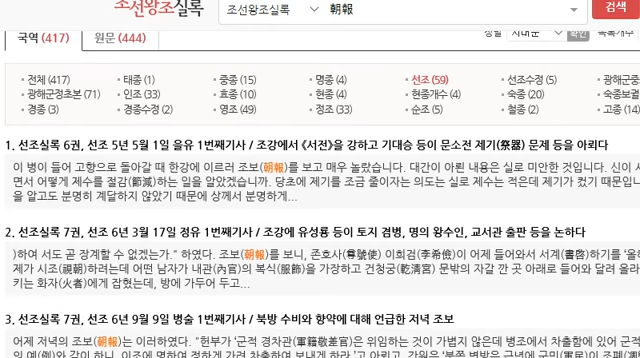 조선왕조실록 조선왕조실록 朝報 검색
국역 (417) 원문 (444) 확인
전체 (417) 태종 (1) 중종 (15) 명종 (4) 선조 (59) 선조수정 (5)
광해군정초본 (71) 인조 (33) 효종 (10) 현종 (4) 현종개수 (4) 숙종 (20)
경종 (3) 경종수정 (2) 영조 (49) 정조 (33) 순조 (5) 철종 (2) 고종 (14)
1. 선조실록 6권, 선조 5년 5월 1일 을유 1번째기사 / 조강에서 《서전》을 강하고 기대승 등이 문소전 제기(祭器) 문제 등을 아뢰다
이 병이 들어 고향으로 돌아갈 때 한강에 이르러 조보(朝報)를 보고 매우 놀랐습니다. 대간이 아뢴 내용은 실로 미안한 것입니다. 신이
면서 어떻게 제수를 절감(節減)하는 일을 알았겠습니까. 당초에 제기를 조금 줄이자는 의도는 실로 제수는 적은데 제기가 컸기 때문입니
을 알고도 분명히 계달하지 않았기 때문에 상께서 분명하게...
2. 선조실록 7권, 선조 6년 3월 17일 정유 1번째기사 / 조강에 유성룡 등이 토지 겸병, 명의 왕수인, 교서관 출판 등을 논하다
)하여 서도 곧 장계할 수 없겠는가." 하였다. 조보(朝報)를 보니, 존호사(尊號使) 이희검(李希儉)이 어제 들어와서 서계(書啓)하기를
제가 시조(視朝)하려는데 어떤 남자가 내관(內官)의 복식(服飾)을 가장하고 건청궁(乾淸宮) 문밖의 자갈 깐 곳 아래로 들어와 달려 올라
키는 화자(火者)에게 잡혔는데, 방에 가두어 두고...
3. 선조실록 7권, 선조 6년 9월 9일 병술 1번째기사 / 북방 수비와 향약에 대해 언급한 저녁 조보
어제 저녁의 조보(朝報)는 이러하였다. "헌부가 '군적 경차관(軍籍敬差官)은 위임하는 것이 가볍지 않은데 병조에서 차출함에 있어